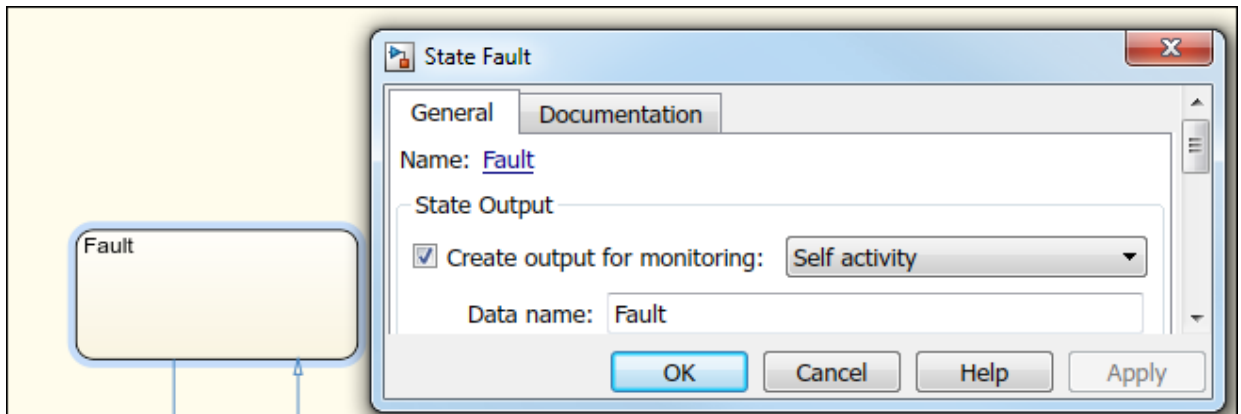 State Fault
General Documentation
Name: Fault
State Output
Fault
Create output for monitoring: Self activity
Data name: Fault
OK Cancel Help Apply